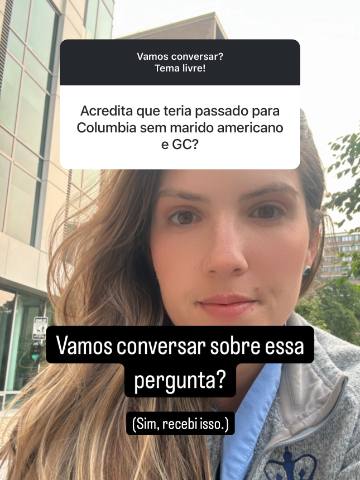 Vamos conversar?
Tema livre!
Acredita que teria passado para
Columbia sem marido americano
e GC?
Vamos conversar sobre essa
pergunta?
(Sim, recebi isso.)